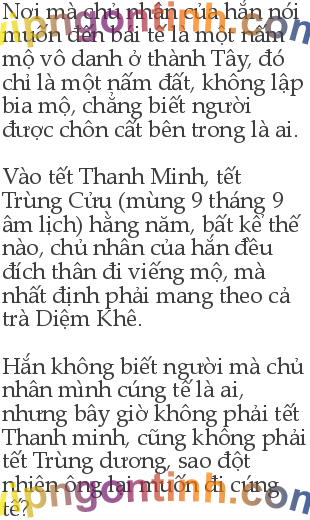 Nơi mà chủ nhân của hắn nói
muốn đến bái tế là một nấm
mộ vô danh ở thành Tây, đó
chỉ là một nấm đất, không lập
bia mộ, chẳng biết người
được chôn cất bên trong là ai.
Vào tết Thanh Minh, tết
Trùng Cửu (mùng 9 tháng 9
âm lịch) hằng năm, bất kể thế
nào, chủ nhân của hắn đều
đích thân đi viếng mộ, mà
nhất định phải mang theo cả
trà Diệm Khê.
Hắn không biết người mà chủ
nhân mình cúng tế là ai,
nhưng bây giờ không phải tết
Thanh minh, cũng không phải
tết Trùng dương, sao đột
nhiên ông lại muốn đi cúng
tế?
vipngontinh.com
vipngontinh.com